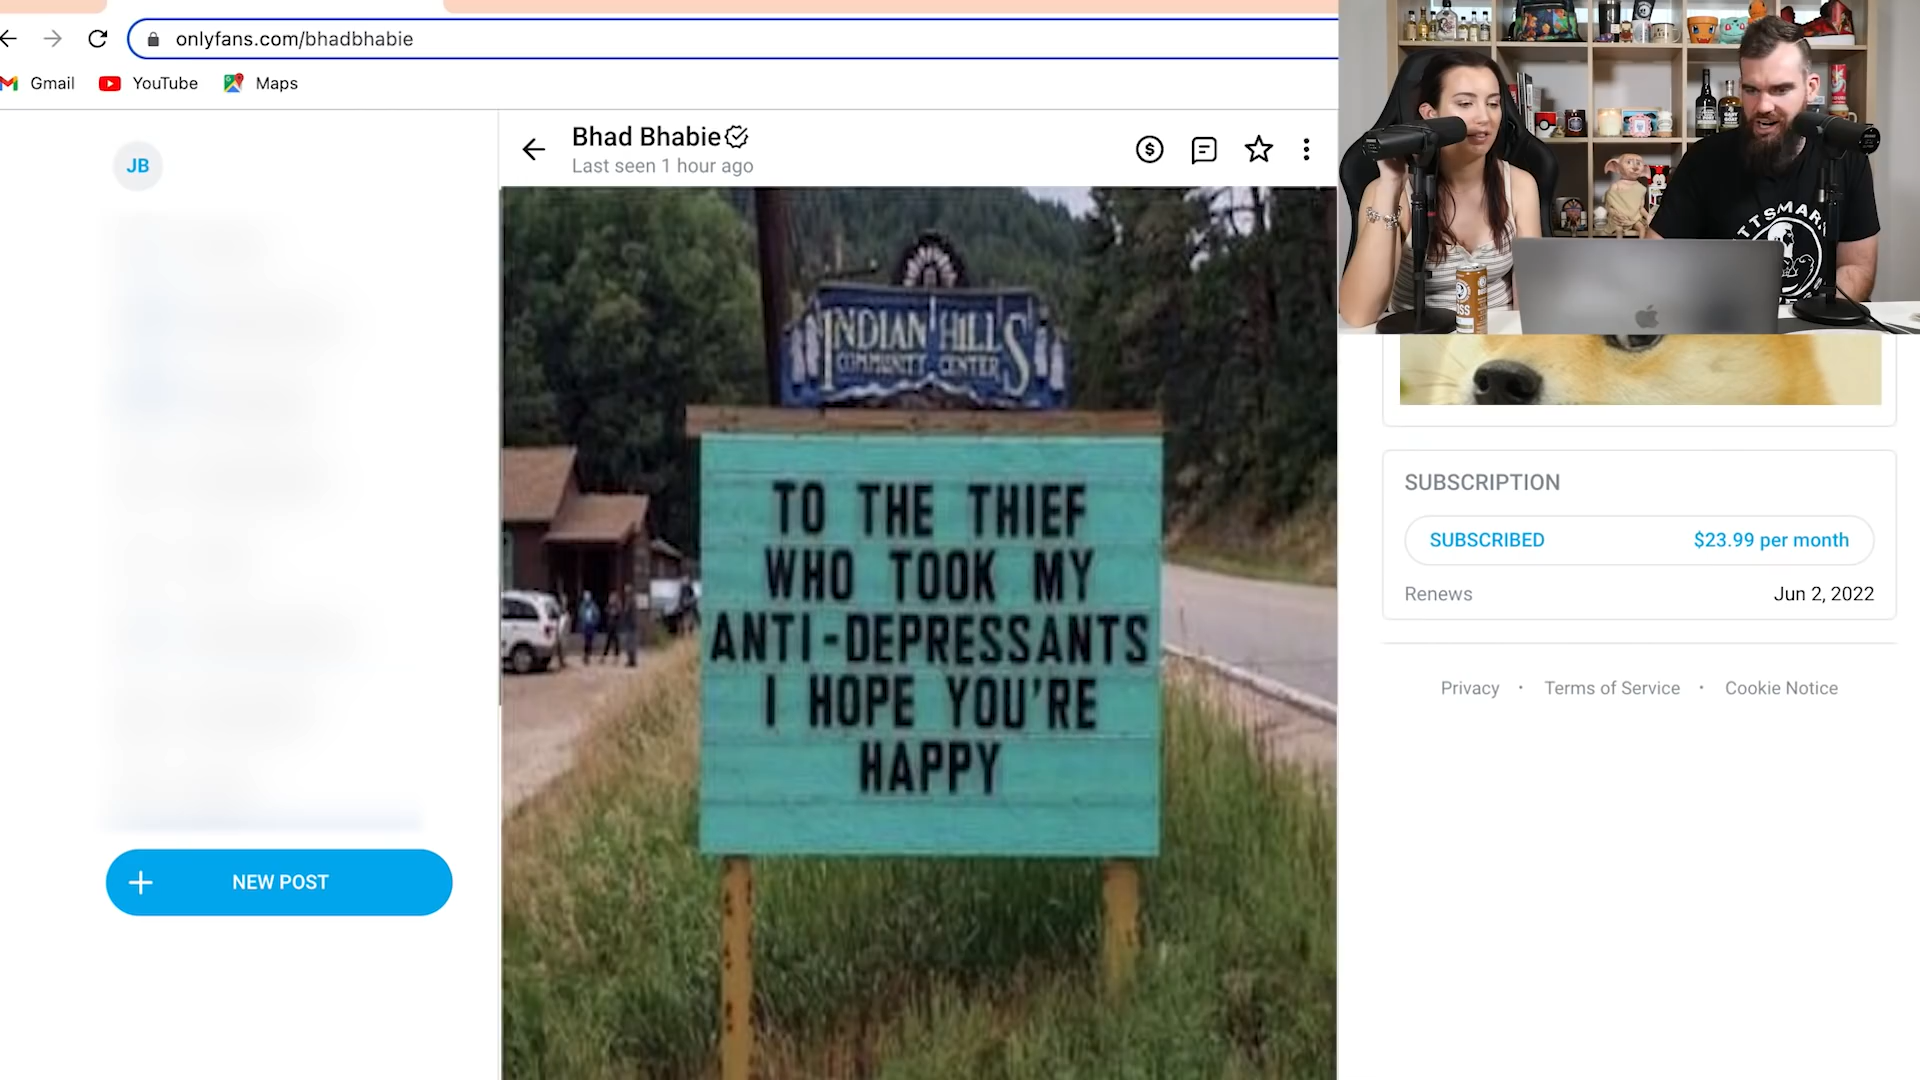 onlyfans.com/bhadbhabie
Gmail
YouTube
Maps
JB
Bhad Bhabie
Last seen 1 hour ago
INDIAN HILLS
COMMUNITY CENTER
TO THE THIEF
WHO TOOK MY
ANTI-DEPRESSANTS
I HOPE YOU'RE
HAPPY
NEW POST
SUBSCRIPTION
SUBSCRIBED $23.99 per month
Renews Jun 2, 2022
Privacy · Terms of Service · Cookie Notice